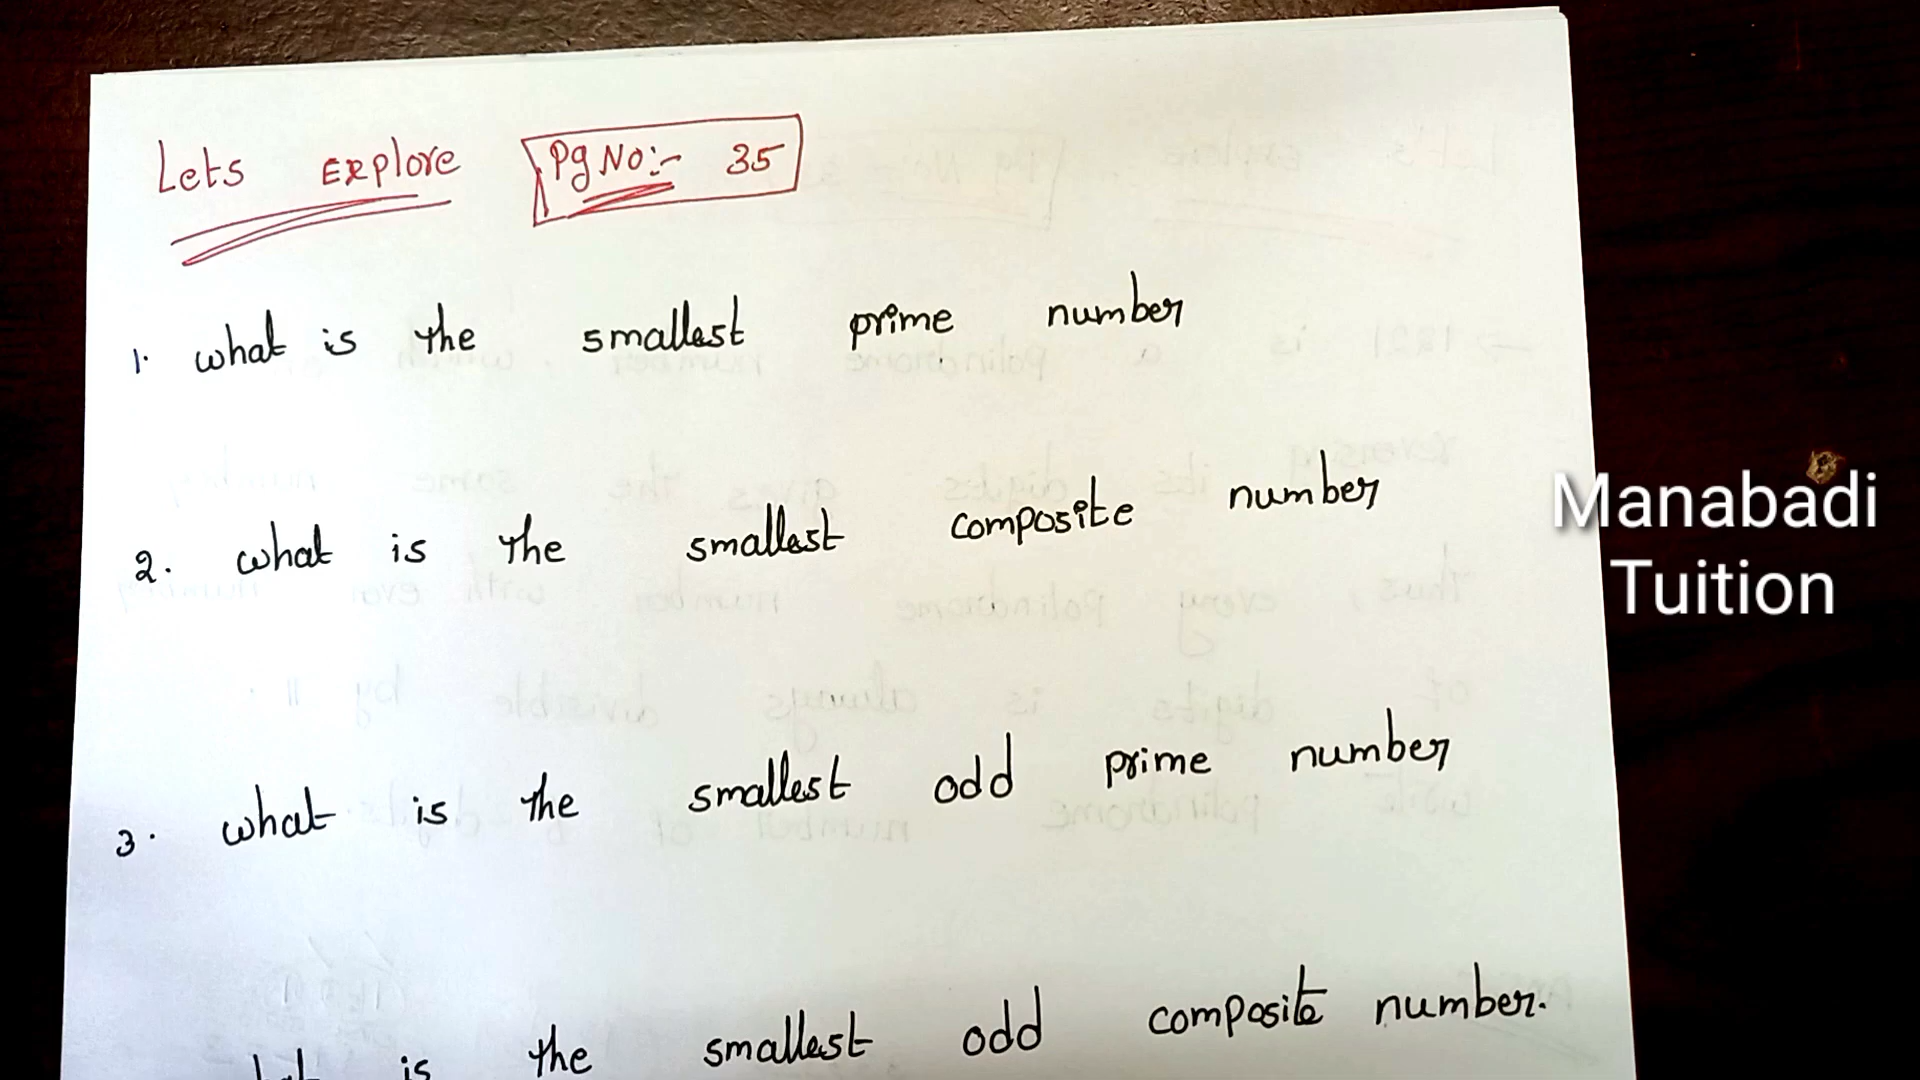 Lets Explore Pg No:- 35
1. what is the smallest prime number
2. what is the smallest composite number
3. what is the smallest odd prime number
is the smallest odd composite number.
Manabadi
Tuition